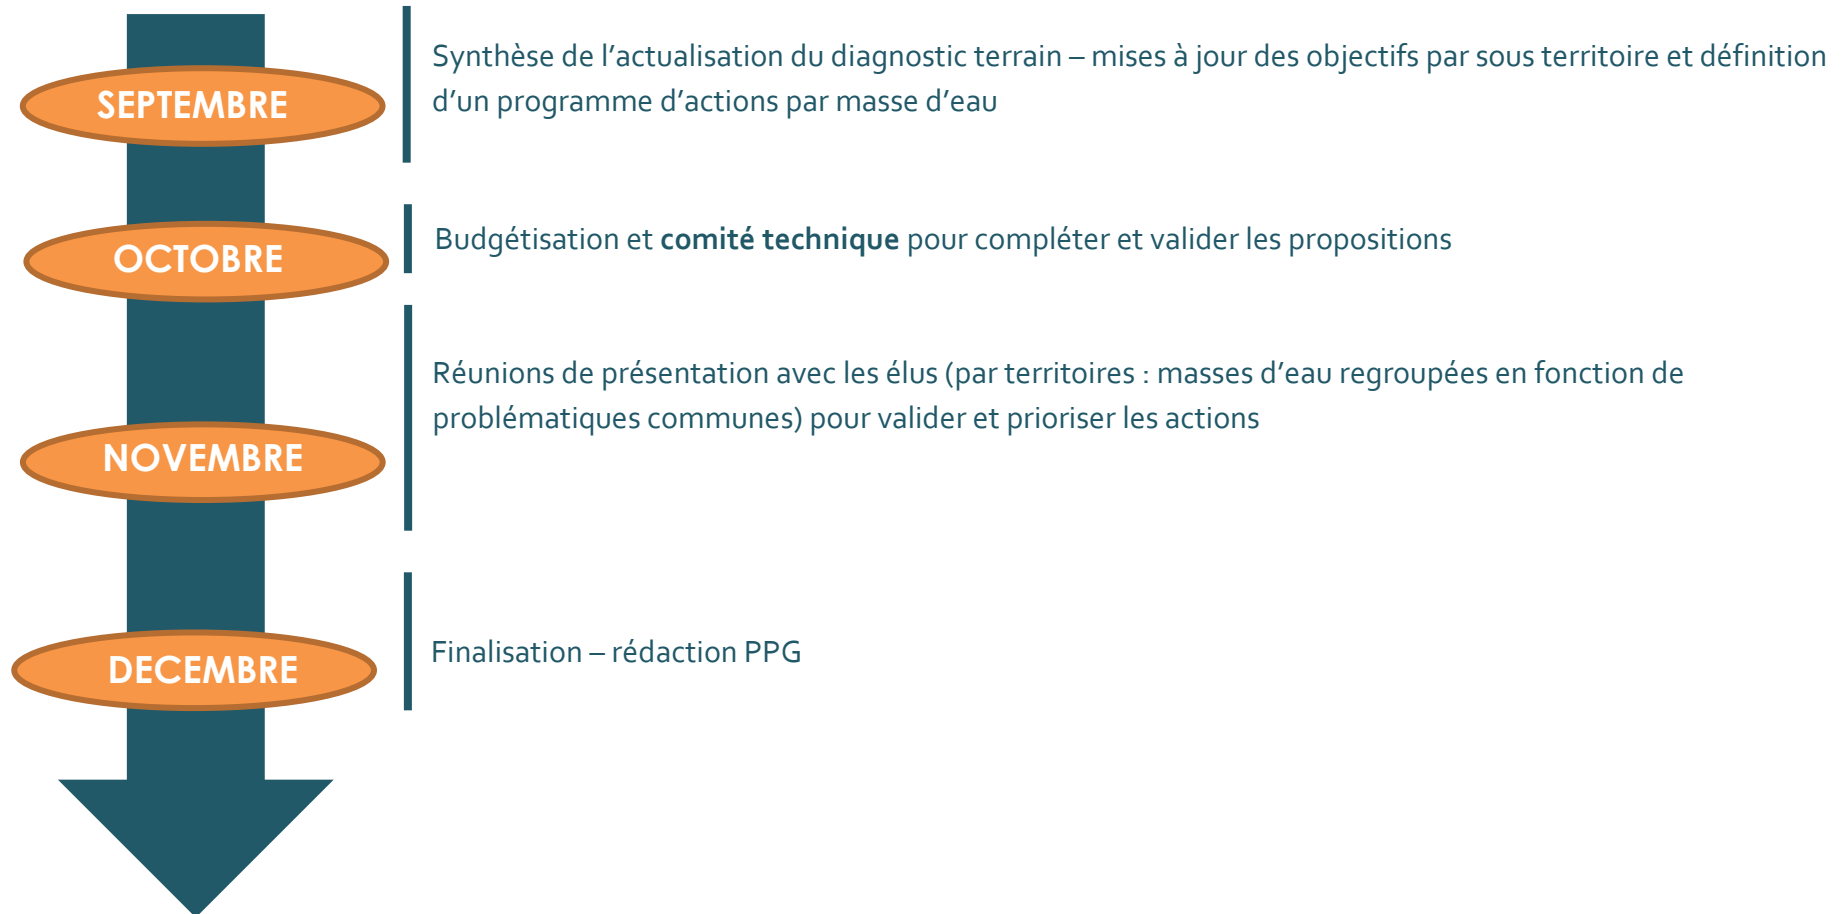 SEPTEMBRE
Synthèse de l’actualisation du diagnostic terrain – mises à jour des objectifs par sous territoire et définition
d’un programme d’actions par masse d’eau
OCTOBRE
Budgétisation et comité technique pour compléter et valider les propositions
Réunions de présentation avec les élus (par territoires : masses d’eau regroupées en fonction de
problématiques communes) pour valider et prioriser les actions
NOVEMBRE
DECEMBRE
Finalisation – rédaction PPG